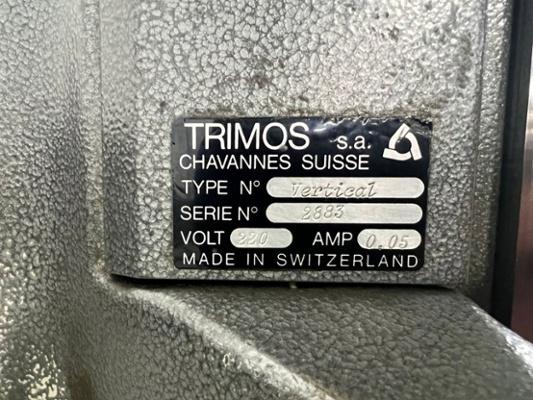 TRIMOS s.a.
CHAVANNES SUISSE
TYPE N° Vertical
SERIE N° 2883
VOLT 220 AMP 0.05
MADE IN SWITZERLAND